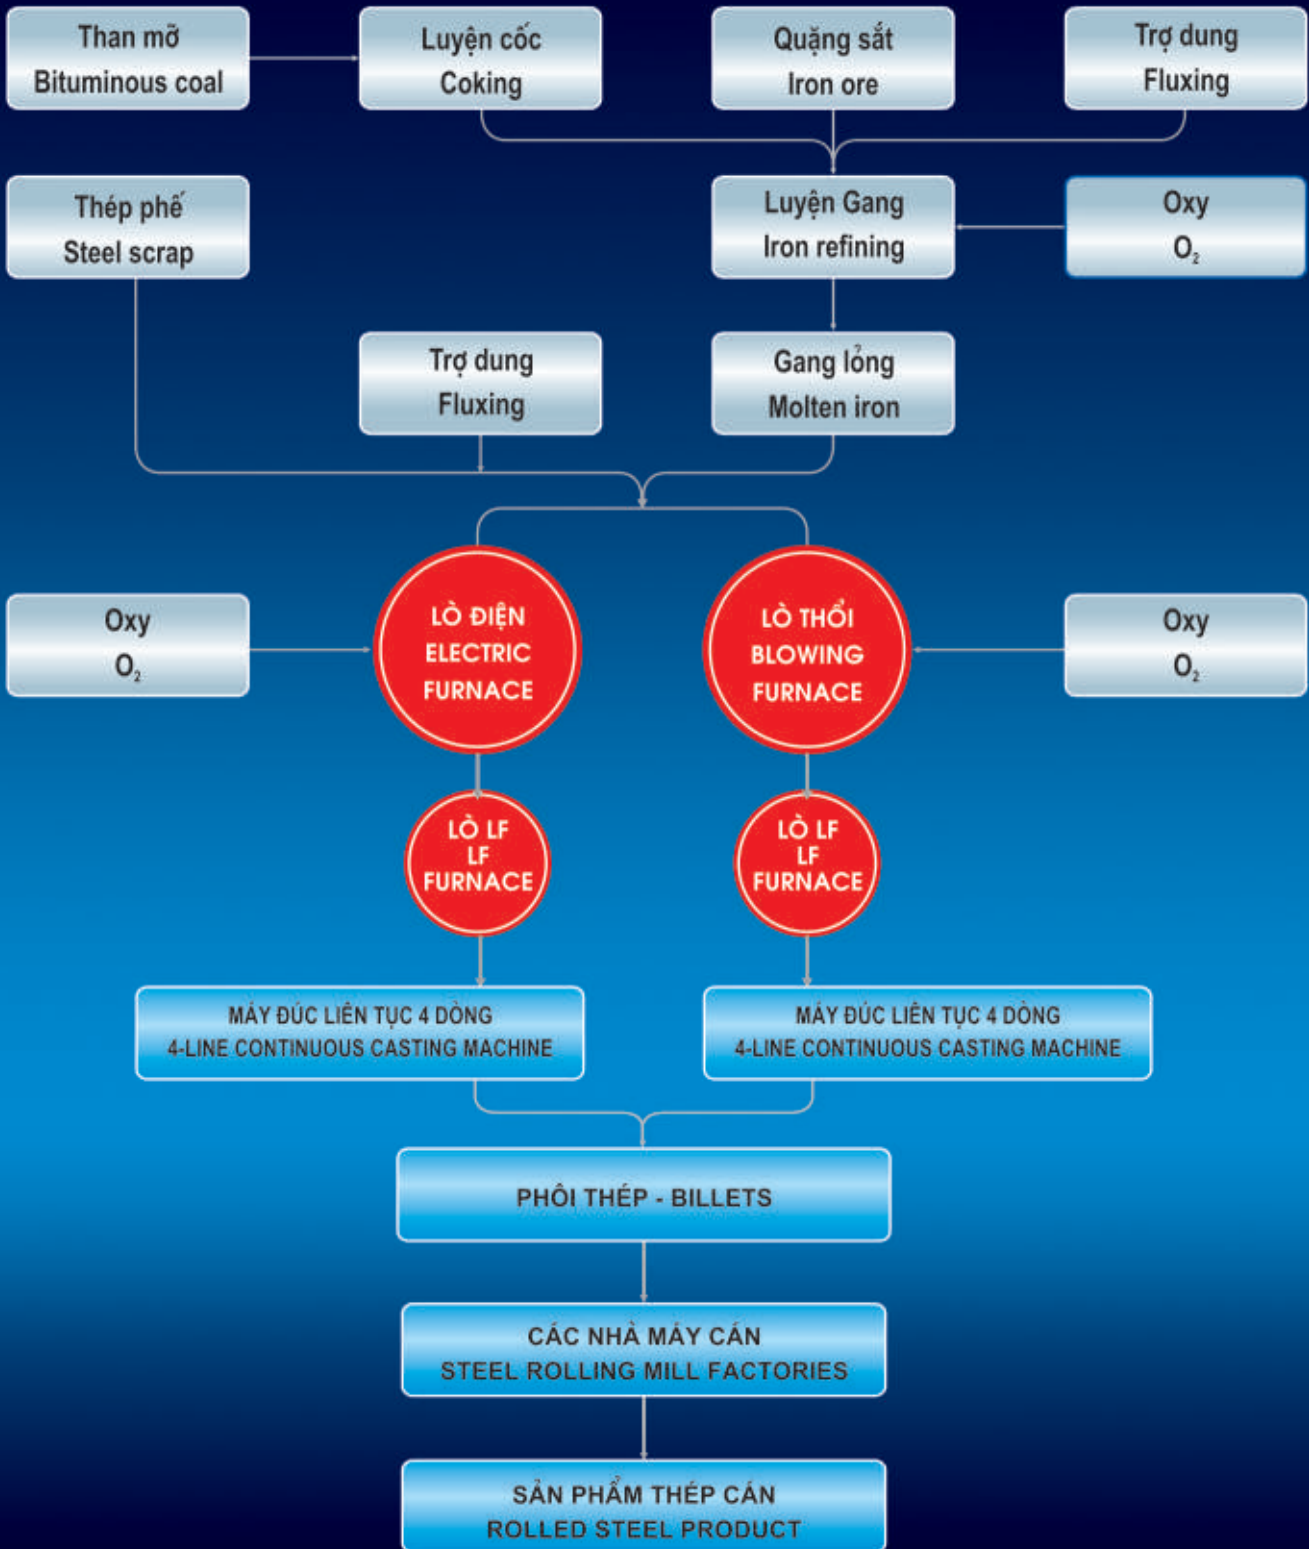 Than mỡ
Bituminous coal
Luyện cốc
Coking
Quặng sắt
Iron ore
Trợ dung
Fluxing
Thép phế
Steel scrap
Luyện Gang
Iron refining
Oxy
O₂
Trợ dung
Fluxing
Gang lỏng
Molten iron
Oxy
O₂
LÒ ĐIỆN
ELECTRIC
FURNACE
LÒ THỔI
BLOWING
FURNACE
Oxy
O₂
LÒ LF
LF
FURNACE
LÒ LF
LF
FURNACE
MÁY ĐÚC LIÊN TỤC 4 DÒNG
4-LINE CONTINUOUS CASTING MACHINE
MÁY ĐÚC LIÊN TỤC 4 DÒNG
4-LINE CONTINUOUS CASTING MACHINE
PHÔI THÉP - BILLETS
CÁC NHÀ MÁY CÁN
STEEL ROLLING MILL FACTORIES
SẢN PHẨM THÉP CÁN
ROLLED STEEL PRODUCT